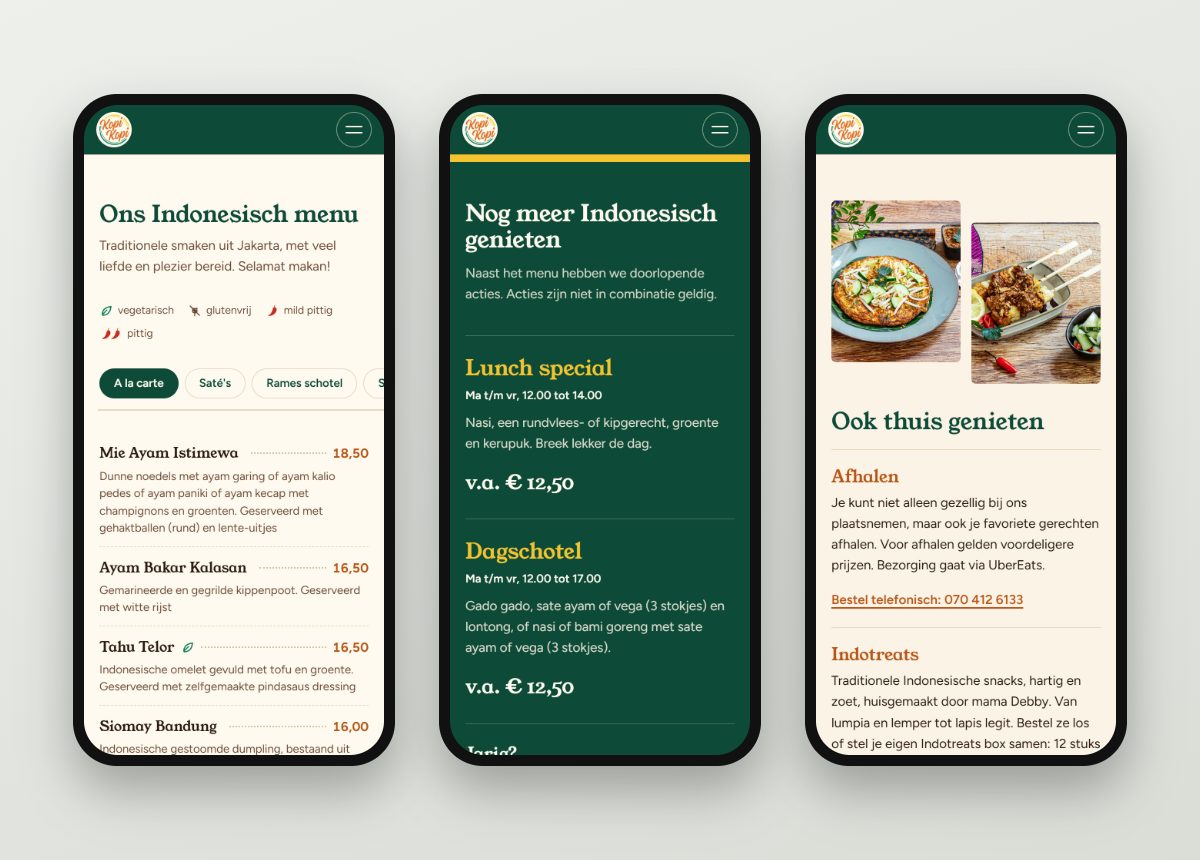 Kopi
Kopi
Ons Indonesisch menu
Traditionele smaken uit Jakarta, met veel
liefde en plezier bereid. Selamat makan!
vegetarisch glutenvrij mild pittig
pittig
A la carte Saté's Rames schotel S
Mie Ayam Istimewa 18,50
Dunne noedels met ayam garing of ayam kalio
pedes of ayam paniki of ayam kecap met
champignons en groenten. Geserveerd met
gehaktballen (rund) en lente-uitjes
Ayam Bakar Kalasan 16,50
Gemarineerde en gegrilde kippenpoot. Geserveerd
met witte rijst
Tahu Telor 16,50
Indonesische omelet gevuld met tofu en groente.
Geserveerd met zelfgemaakte pindasaus dressing
Siomay Bandung 16,00
Indonesische gestoomde dumpling, bestaand uit
Kopi
Kopi
Nog meer Indonesisch
genieten
Naast het menu hebben we doorlopende
acties. Acties zijn niet in combinatie geldig.
Lunch special
Ma t/m vr, 12.00 tot 14.00
Nasi, een rundvlees- of kipgerecht, groente
en kerupuk. Breek lekker de dag.
v.a. € 12,50
Dagschotel
Ma t/m vr, 12.00 tot 17.00
Gado gado, sate ayam of vega (3 stokjes) en
lontong, of nasi of bami goreng met sate
ayam of vega (3 stokjes).
v.a. € 12,50
Jarig?
Kopi
Kopi
Ook thuis genieten
Afhalen
Je kunt niet alleen gezellig bij ons
plaatsnemen, maar ook je favoriete gerechten
afhalen. Voor afhalen gelden voordeligere
prijzen. Bezorging gaat via UberEats.
Bestel telefonisch: 070 412 6133
Indotreats
Traditionele Indonesische snacks, hartig en
zoet, huisgemaakt door mama Debby. Van
lumpia en lemper tot lapis legit. Bestel ze los
of stel je eigen Indotreats box samen: 12 stuks